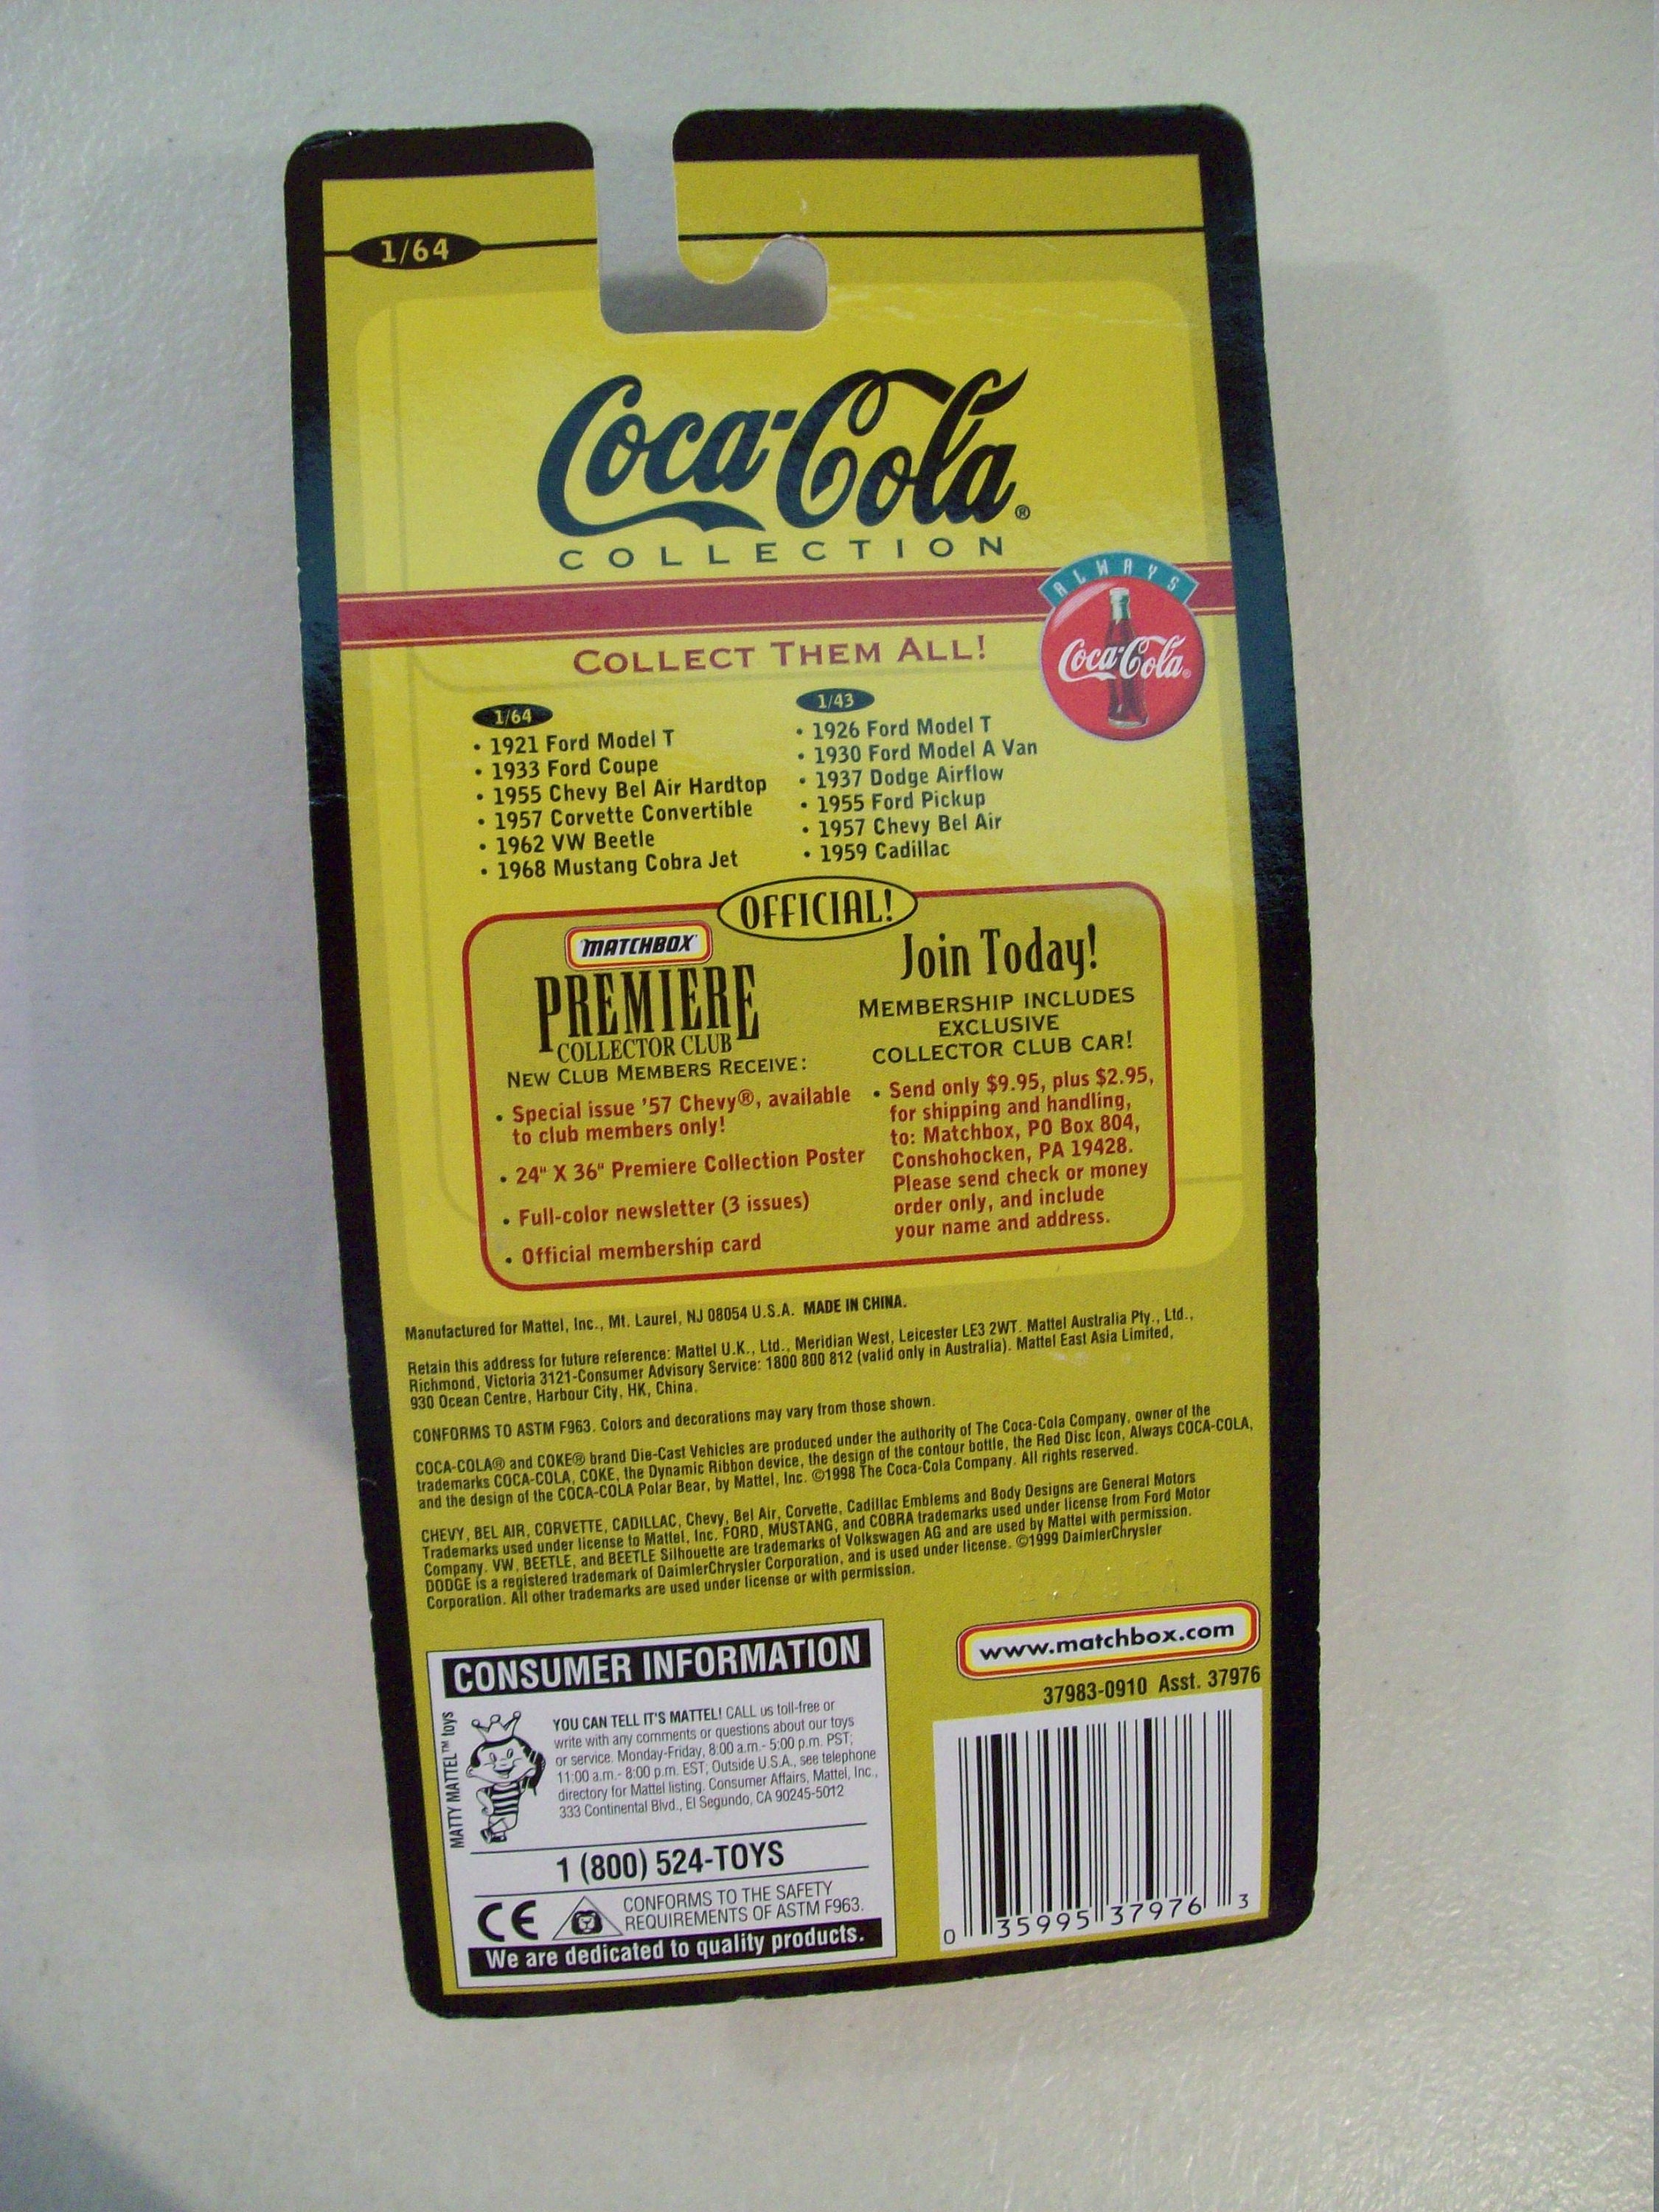 1/64
Coca-Cola®
COLLECTION
ALWAYS
Coca-Cola®
COLLECT THEM ALL!
1/64
• 1921 Ford Model T
• 1933 Ford Coupe
• 1955 Chevy Bel Air Hardtop
• 1957 Corvette Convertible
• 1962 VW Beetle
• 1968 Mustang Cobra Jet
1/43
• 1926 Ford Model T
• 1930 Ford Model A Van
• 1937 Dodge Airflow
• 1955 Ford Pickup
• 1957 Chevy Bel Air
• 1959 Cadillac
OFFICIAL!
MATCHBOX
PREMIERE
COLLECTOR CLUB
NEW CLUB MEMBERS RECEIVE:
• Special issue '57 Chevy®, available
to club members only!
• 24" X 36" Premiere Collection Poster
• Full-color newsletter (3 issues)
• Official membership card
Join Today!
MEMBERSHIP INCLUDES
EXCLUSIVE
COLLECTOR CLUB CAR!
• Send only $9.95, plus $2.95,
for shipping and handling,
to: Matchbox, PO Box 804,
Conshohocken, PA 19428.
Please send check or money
order only, and include
your name and address.
Manufactured for Mattel, Inc., Mt. Laurel, NJ 08054 U.S.A. MADE IN CHINA.
Retain this address for future reference: Mattel U.K., Ltd., Meridian West, Leicester LE3 2WT. Mattel Australia Pty., Ltd.,
Richmond, Victoria 3121-Consumer Advisory Service: 1800 800 812 (valid only in Australia). Mattel East Asia Limited,
930 Ocean Centre, Harbour City, HK, China.
CONFORMS TO ASTM F963. Colors and decorations may vary from those shown.
COCA-COLA® and COKE® brand Die-Cast Vehicles are produced under the authority of The Coca-Cola Company, owner of the
trademarks COCA-COLA, COKE, the Dynamic Ribbon device, the design of the contour bottle, the Red Disc Icon, Always COCA-COLA,
and the design of the COCA-COLA Polar Bear, by Mattel, Inc. ©1998 The Coca-Cola Company. All rights reserved.
CHEVY, BEL AIR, CORVETTE, CADILLAC, Chevy, Bel Air, Corvette, Cadillac Emblems and Body Designs are General Motors
Trademarks used under license to Mattel, Inc. FORD, MUSTANG, and COBRA trademarks used under license from Ford Motor
Company. VW, BEETLE, and BEETLE Silhouette are trademarks of Volkswagen AG and are used by Mattel with permission.
DODGE is a registered trademark of DaimlerChrysler Corporation, and is used under license. ©1999 DaimlerChrysler
Corporation. All other trademarks are used under license or with permission.
CONSUMER INFORMATION
MATTY MATTEL™ toys
YOU CAN TELL IT'S MATTEL! CALL us toll-free or
write with any comments or questions about our toys
or service. Monday-Friday, 8:00 a.m.- 5:00 p.m. PST;
11:00 a.m.- 8:00 p.m. EST; Outside U.S.A., see telephone
directory for Mattel listing. Consumer Affairs, Mattel, Inc.,
333 Continental Blvd., El Segundo, CA 90245-5012
1 (800) 524-TOYS
CE
CONFORMS TO THE SAFETY
REQUIREMENTS OF ASTM F963.
We are dedicated to quality products.
www.matchbox.com
37983-0910 Asst. 37976
0 35995 37976 3